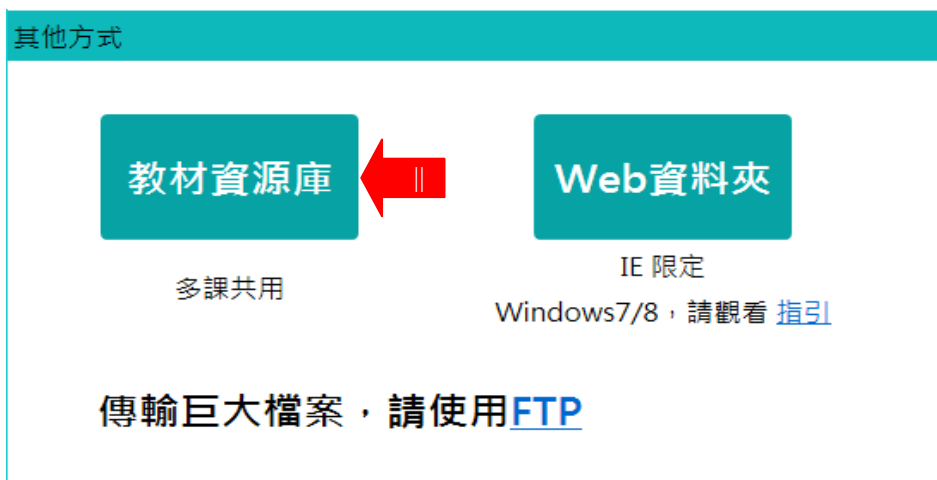 其他方式
教材資源庫
Web資料夾
多課共用
IE 限定
Windows7/8，請觀看 指引
傳輸巨大檔案，請使用FTP